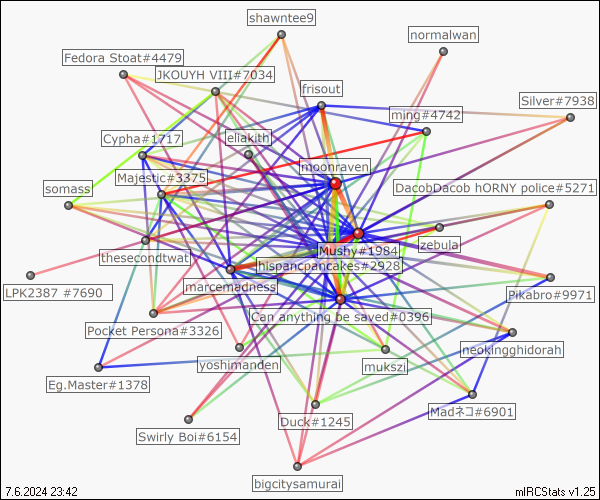 shawntee9
normalwan
Fedora Stoat#4479
JKOUYH VIII#7034
frisout
Silver#7938
ming#4742
Cypha#1717
ellakith
moonraven
Majestic#3375
DacobDacob hORNY police#5271
somass
zebula
Mushy#1984
thesecondtwat
hispancpancakes#2928
marcemadness
LPK2387 #7690
Pikabro#9971
Can anything be saved#0396
Pocket Persona#3326
neokingghidorah
yoshimanden
mukszi
Eg.Master#1378
Madネコ#6901
Duck#1245
Swirly Boi#6154
bigcitysamurai
7.6.2024 23:42
mIRCStats v1.25